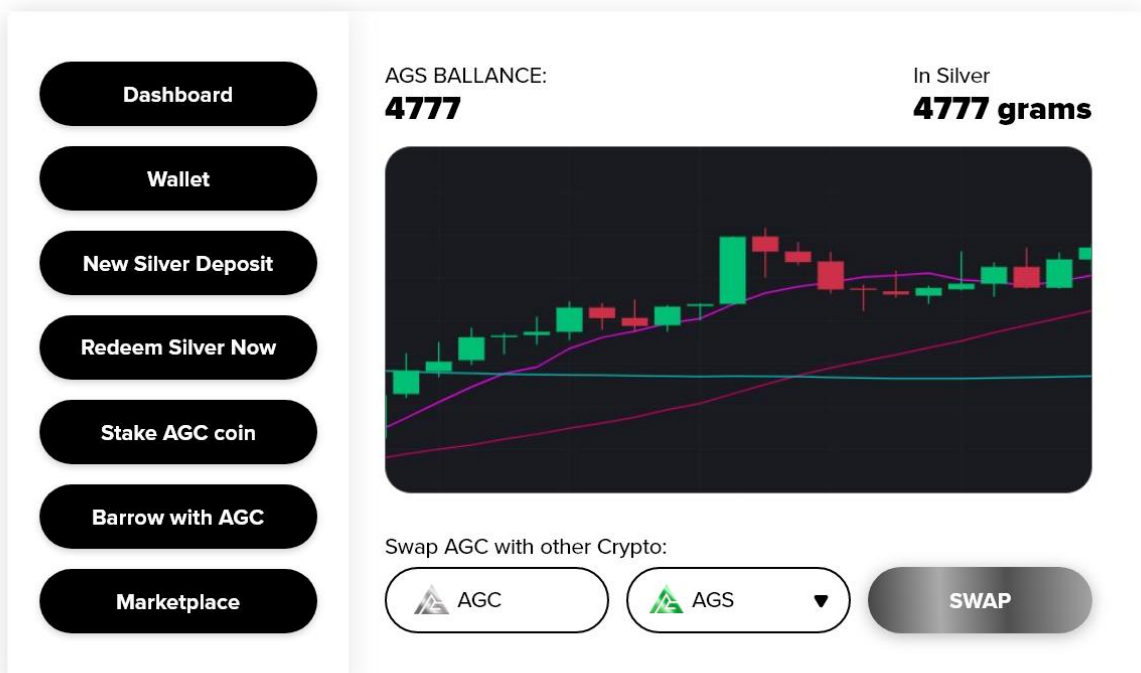 Dashboard
Wallet
New Silver Deposit
Redeem Silver Now
Stake AGC coin
Barrow with AGC
Marketplace
AGS BALLANCE:
4777
In Silver
4777 grams
Swap AGC with other Crypto:
AGC
AGS
SWAP